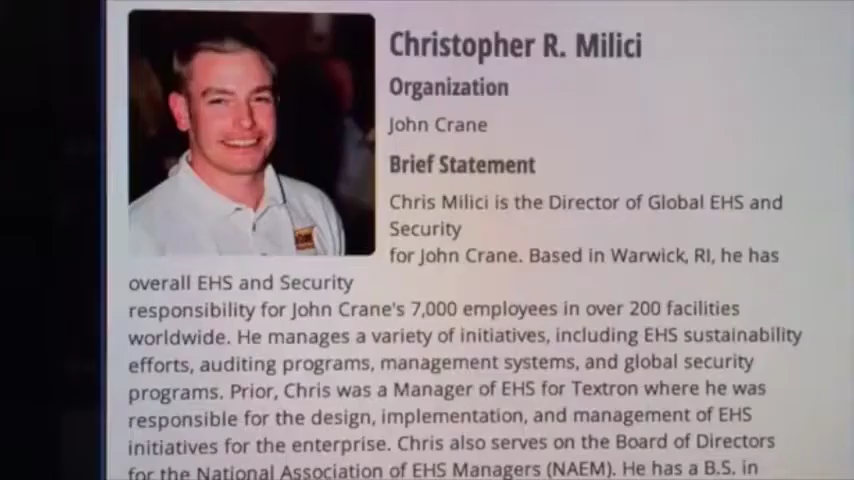 Christopher R. Milici
Organization
John Crane
Brief Statement
Chris Milici is the Director of Global EHS and
Security
for John Crane. Based in Warwick, RI, he has
overall EHS and Security
responsibility for John Crane's 7,000 employees in over 200 facilities
worldwide. He manages a variety of initiatives, including EHS sustainability
efforts, auditing programs, management systems, and global security
programs. Prior, Chris was a Manager of EHS for Textron where he was
responsible for the design, implementation, and management of EHS
initiatives for the enterprise. Chris also serves on the Board of Directors
for the National Association of EHS Managers (NAEM). He has a B.S. in